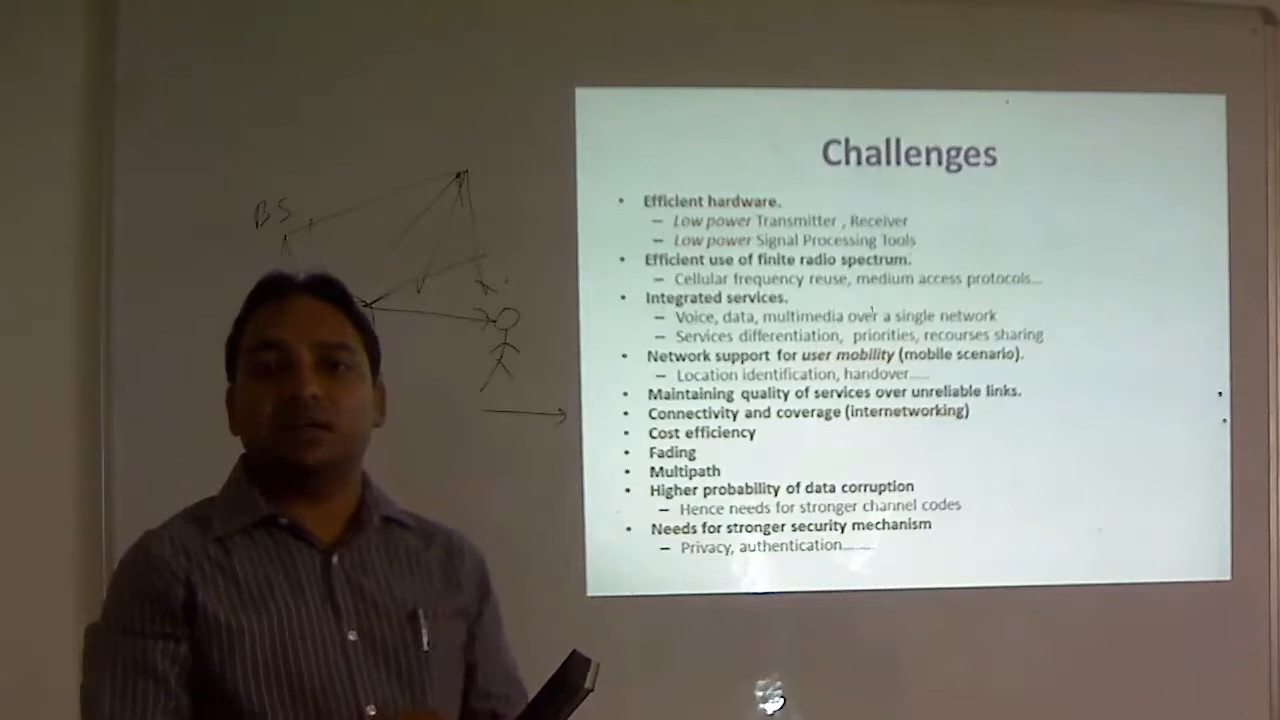 BS
Challenges
• Efficient hardware.
– Low power Transmitter , Receiver
– Low power Signal Processing Tools
• Efficient use of finite radio spectrum.
– Cellular frequency reuse, medium access protocols...
• Integrated services.
– Voice, data, multimedia over a single network
– Services differentiation, priorities, recourses sharing
• Network support for user mobility (mobile scenario).
– Location identification, handover.....
• Maintaining quality of services over unreliable links.
• Connectivity and coverage (internetworking)
• Cost efficiency
• Fading
• Multipath
• Higher probability of data corruption
– Hence needs for stronger channel codes
• Needs for stronger security mechanism
– Privacy, authentication........